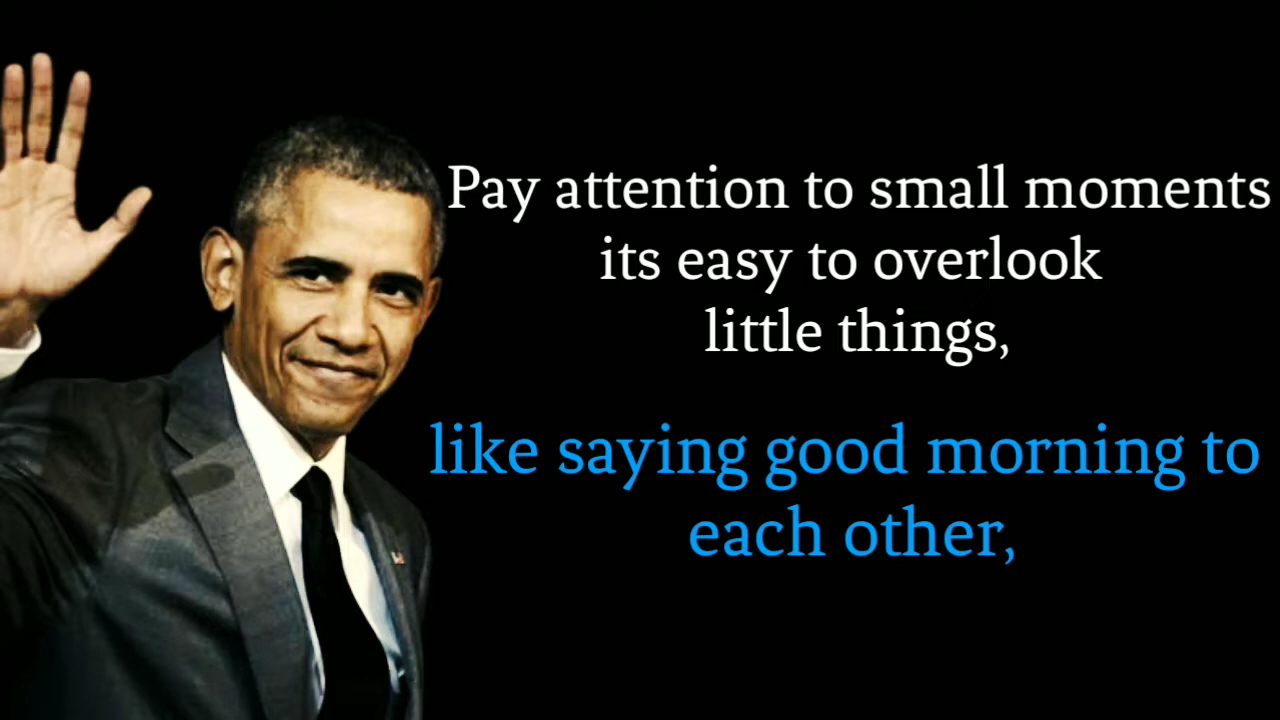 Pay attention to small moments
its easy to overlook
little things,
like saying good morning to
each other,